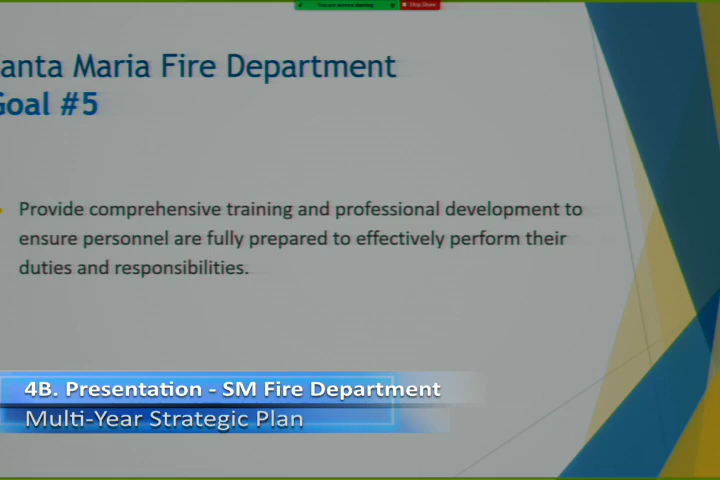 anta Maria Fire Department
Goal #5
Provide comprehensive training and professional development to
ensure personnel are fully prepared to effectively perform their
duties and responsibilities.
4B. Presentation - SM Fire Department
Multi-Year Strategic Plan